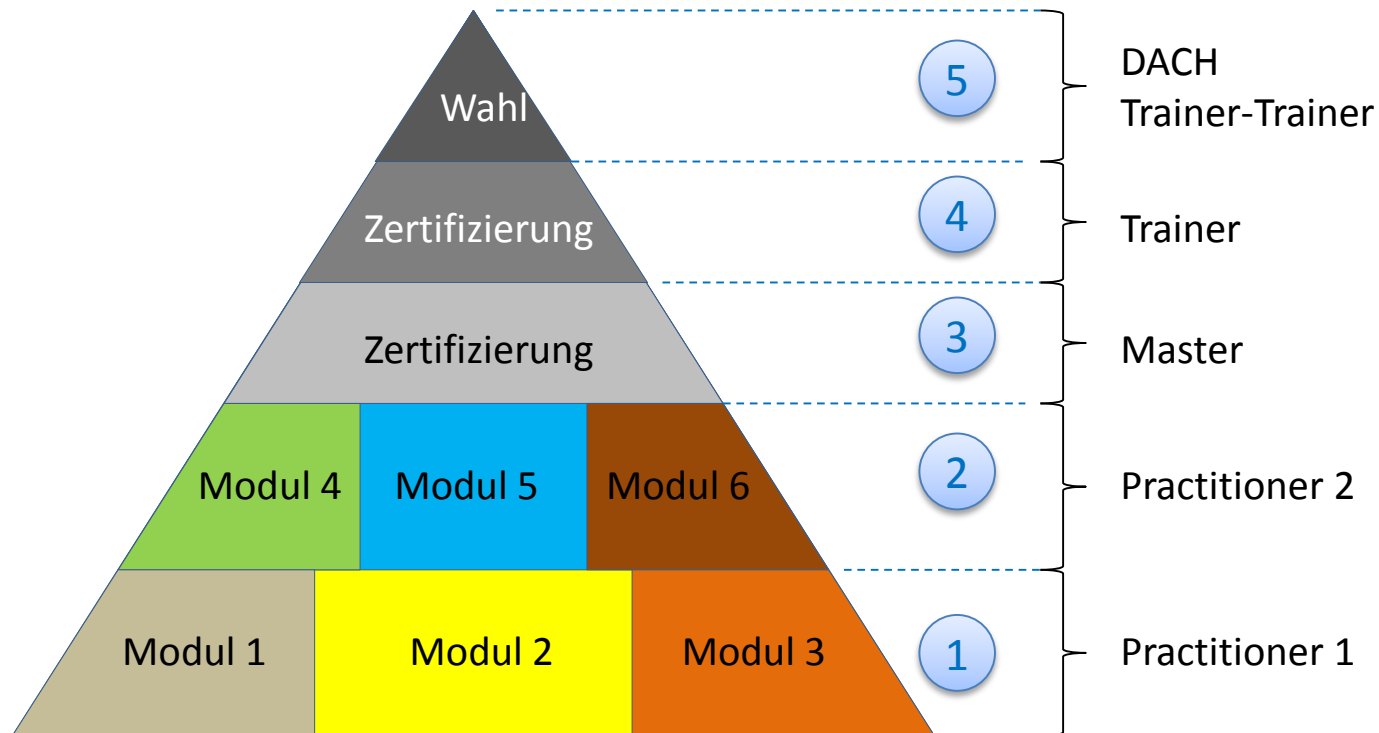 Wahl
5
DACH
Trainer-Trainer
Zertifizierung
4
Trainer
Zertifizierung
3
Master
Modul 4
Modul 5
Modul 6
2
Practitioner 2
Modul 1
Modul 2
Modul 3
1
Practitioner 1